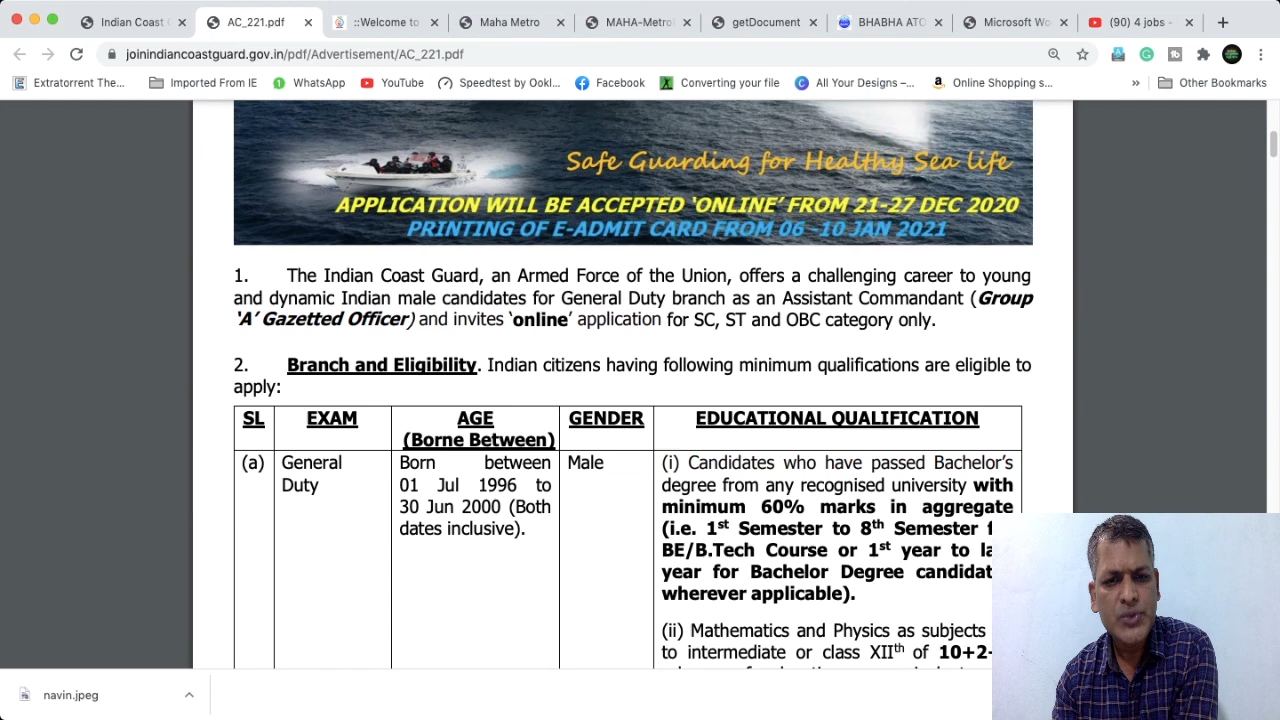 Indian Coast G
AC_221.pdf
::Welcome to
Maha Metro
MAHA-Metro
getDocument
BHABHA ATO
Microsoft Wo
(90) 4 jobs -
joinindiancoastguard.gov.in/pdf/Advertisement/AC_221.pdf
Extratorrent The...
Imported From IE
WhatsApp
YouTube
Speedtest by Ookl...
Facebook
Converting your file
All Your Designs –...
Online Shopping s...
»
Other Bookmarks
Safe Guarding for Healthy Sea life
APPLICATION WILL BE ACCEPTED 'ONLINE' FROM 21-27 DEC 2020
PRINTING OF E-ADMIT CARD FROM 06 -10 JAN 2021
1. The Indian Coast Guard, an Armed Force of the Union, offers a challenging career to young
and dynamic Indian male candidates for General Duty branch as an Assistant Commandant (Group
'A' Gazetted Officer) and invites 'online' application for SC, ST and OBC category only.
2. Branch and Eligibility. Indian citizens having following minimum qualifications are eligible to
apply:
SL
EXAM
AGE
(Borne Between)
GENDER
EDUCATIONAL QUALIFICATION
(a)
General
Duty
Born between
01 Jul 1996 to
30 Jun 2000 (Both
dates inclusive).
Male
(i) Candidates who have passed Bachelor's
degree from any recognised university with
minimum 60% marks in aggregate
(i.e. 1st Semester to 8th Semester f
BE/B.Tech Course or 1st year to la
year for Bachelor Degree candidat
wherever applicable).
(ii) Mathematics and Physics as subjects
to intermediate or class XIIth of 10+2
navin.jpeg